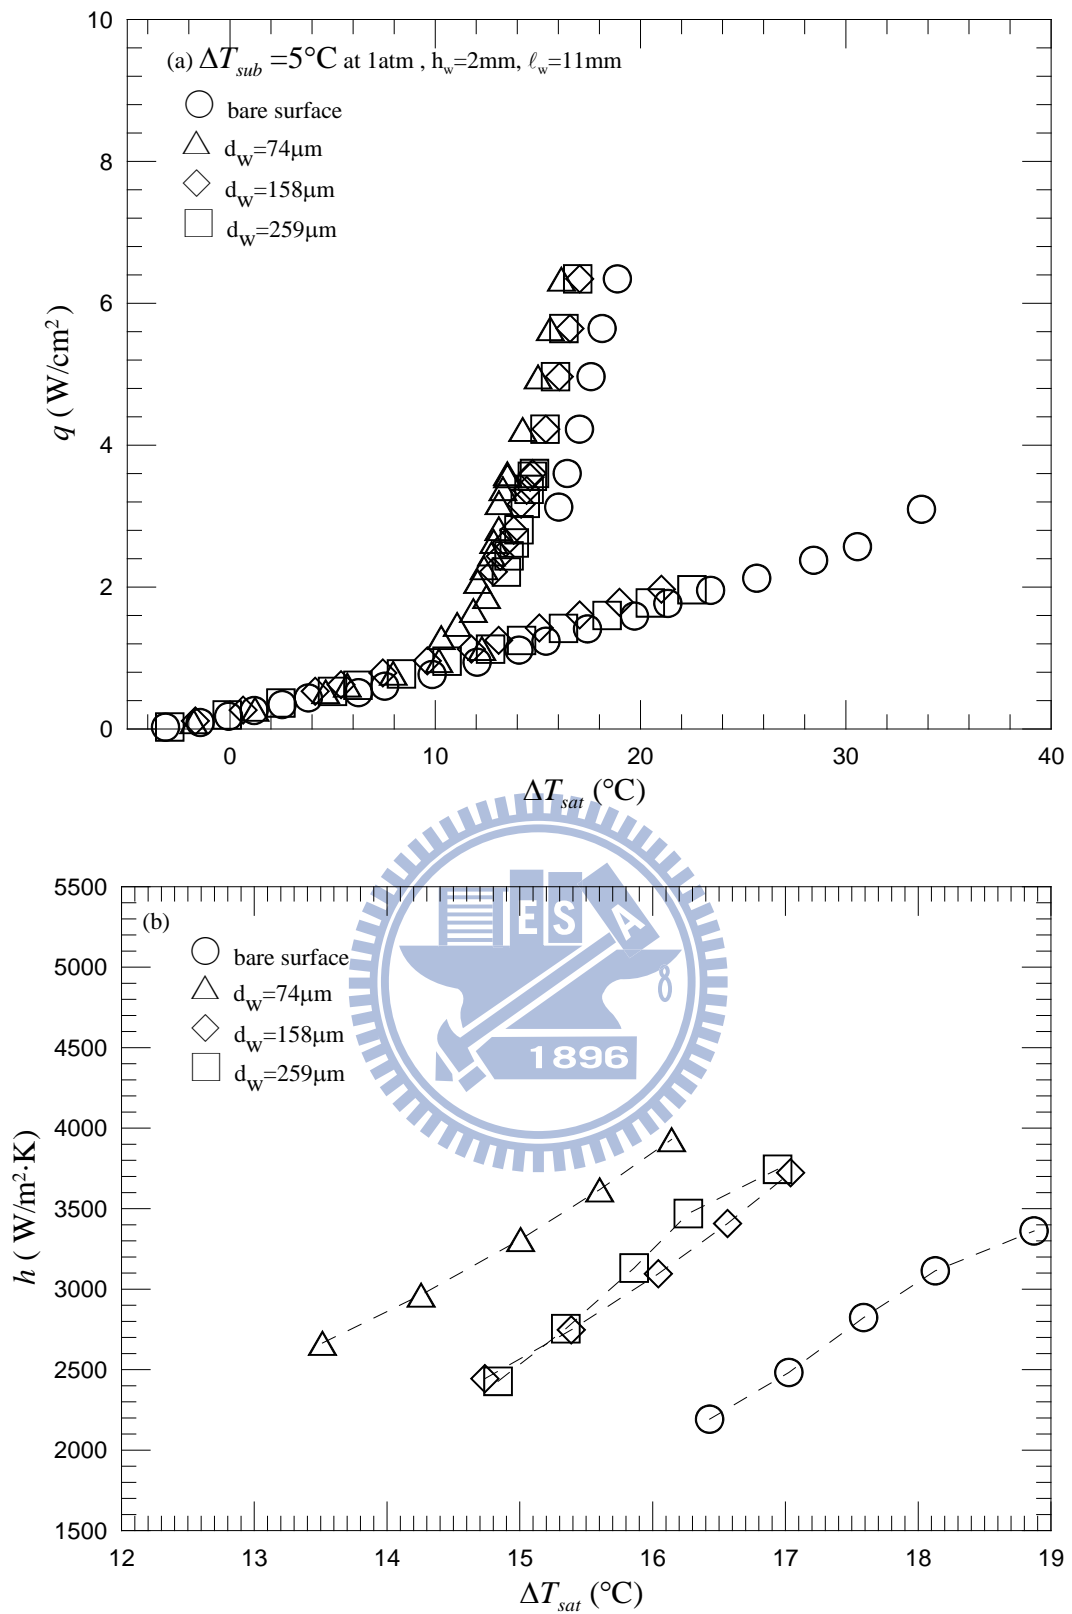 10
(a) ΔTsub =5°C at 1atm , hw=2mm, ℓw=11mm
bare surface
dw=74μm
dw=158μm
dw=259μm
8
6
4
2
0
q ( W/cm²)
0 10 20 30 40
ΔTsat (°C)
5500
(b)
bare surface
dw=74μm
dw=158μm
dw=259μm
5000
4500
4000
3500
3000
2500
2000
1500
h ( W/m²·K)
E S A
1896
12 13 14 15 16 17 18 19
ΔTsat (°C)